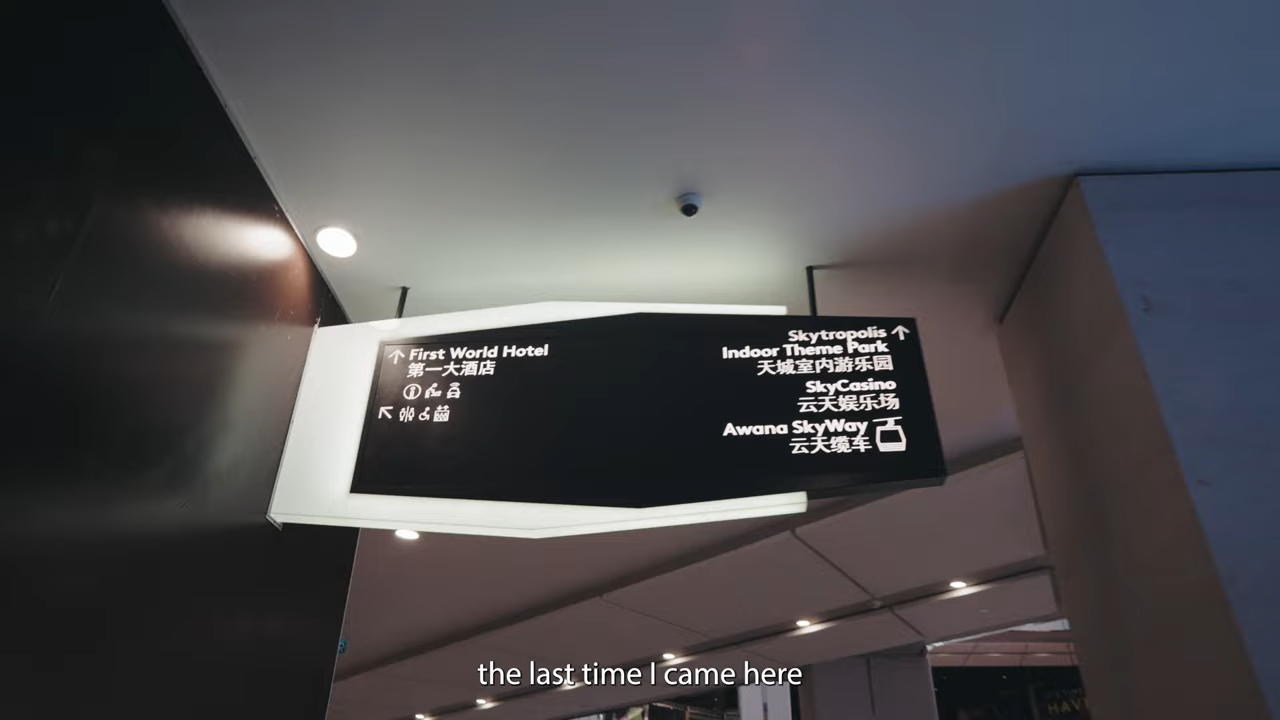 First World Hotel
第一大酒店
Skytropolis
Indoor Theme Park
天城室内游乐园
SkyCasino
云天娱乐场
Awana SkyWay
云天缆车
the last time I came here